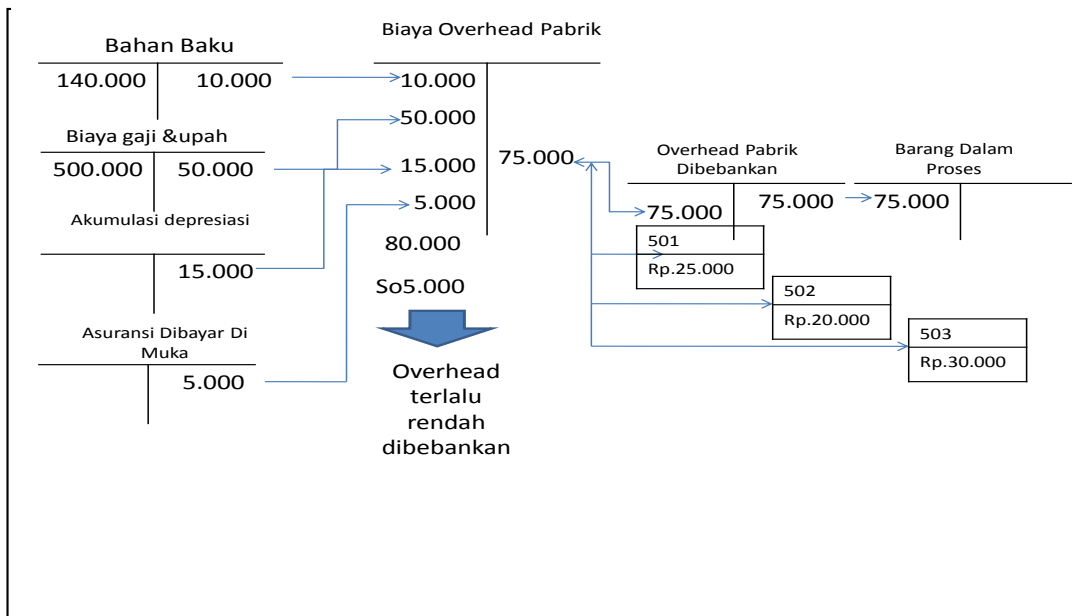 Bahan Baku
140.000 10.000
Biaya gaji &upah
500.000 50.000
Akumulasi depresiasi
15.000
Asuransi Dibayar Di
Muka
5.000
Biaya Overhead Pabrik
10.000
50.000
15.000
75.000
5.000
80.000
So5.000
Overhead
terlalu
rendah
dibebankan
Overhead Pabrik
Dibebankan
75.000 75.000
501
Rp.25.000
502
Rp.20.000
503
Rp.30.000
Barang Dalam
Proses
75.000